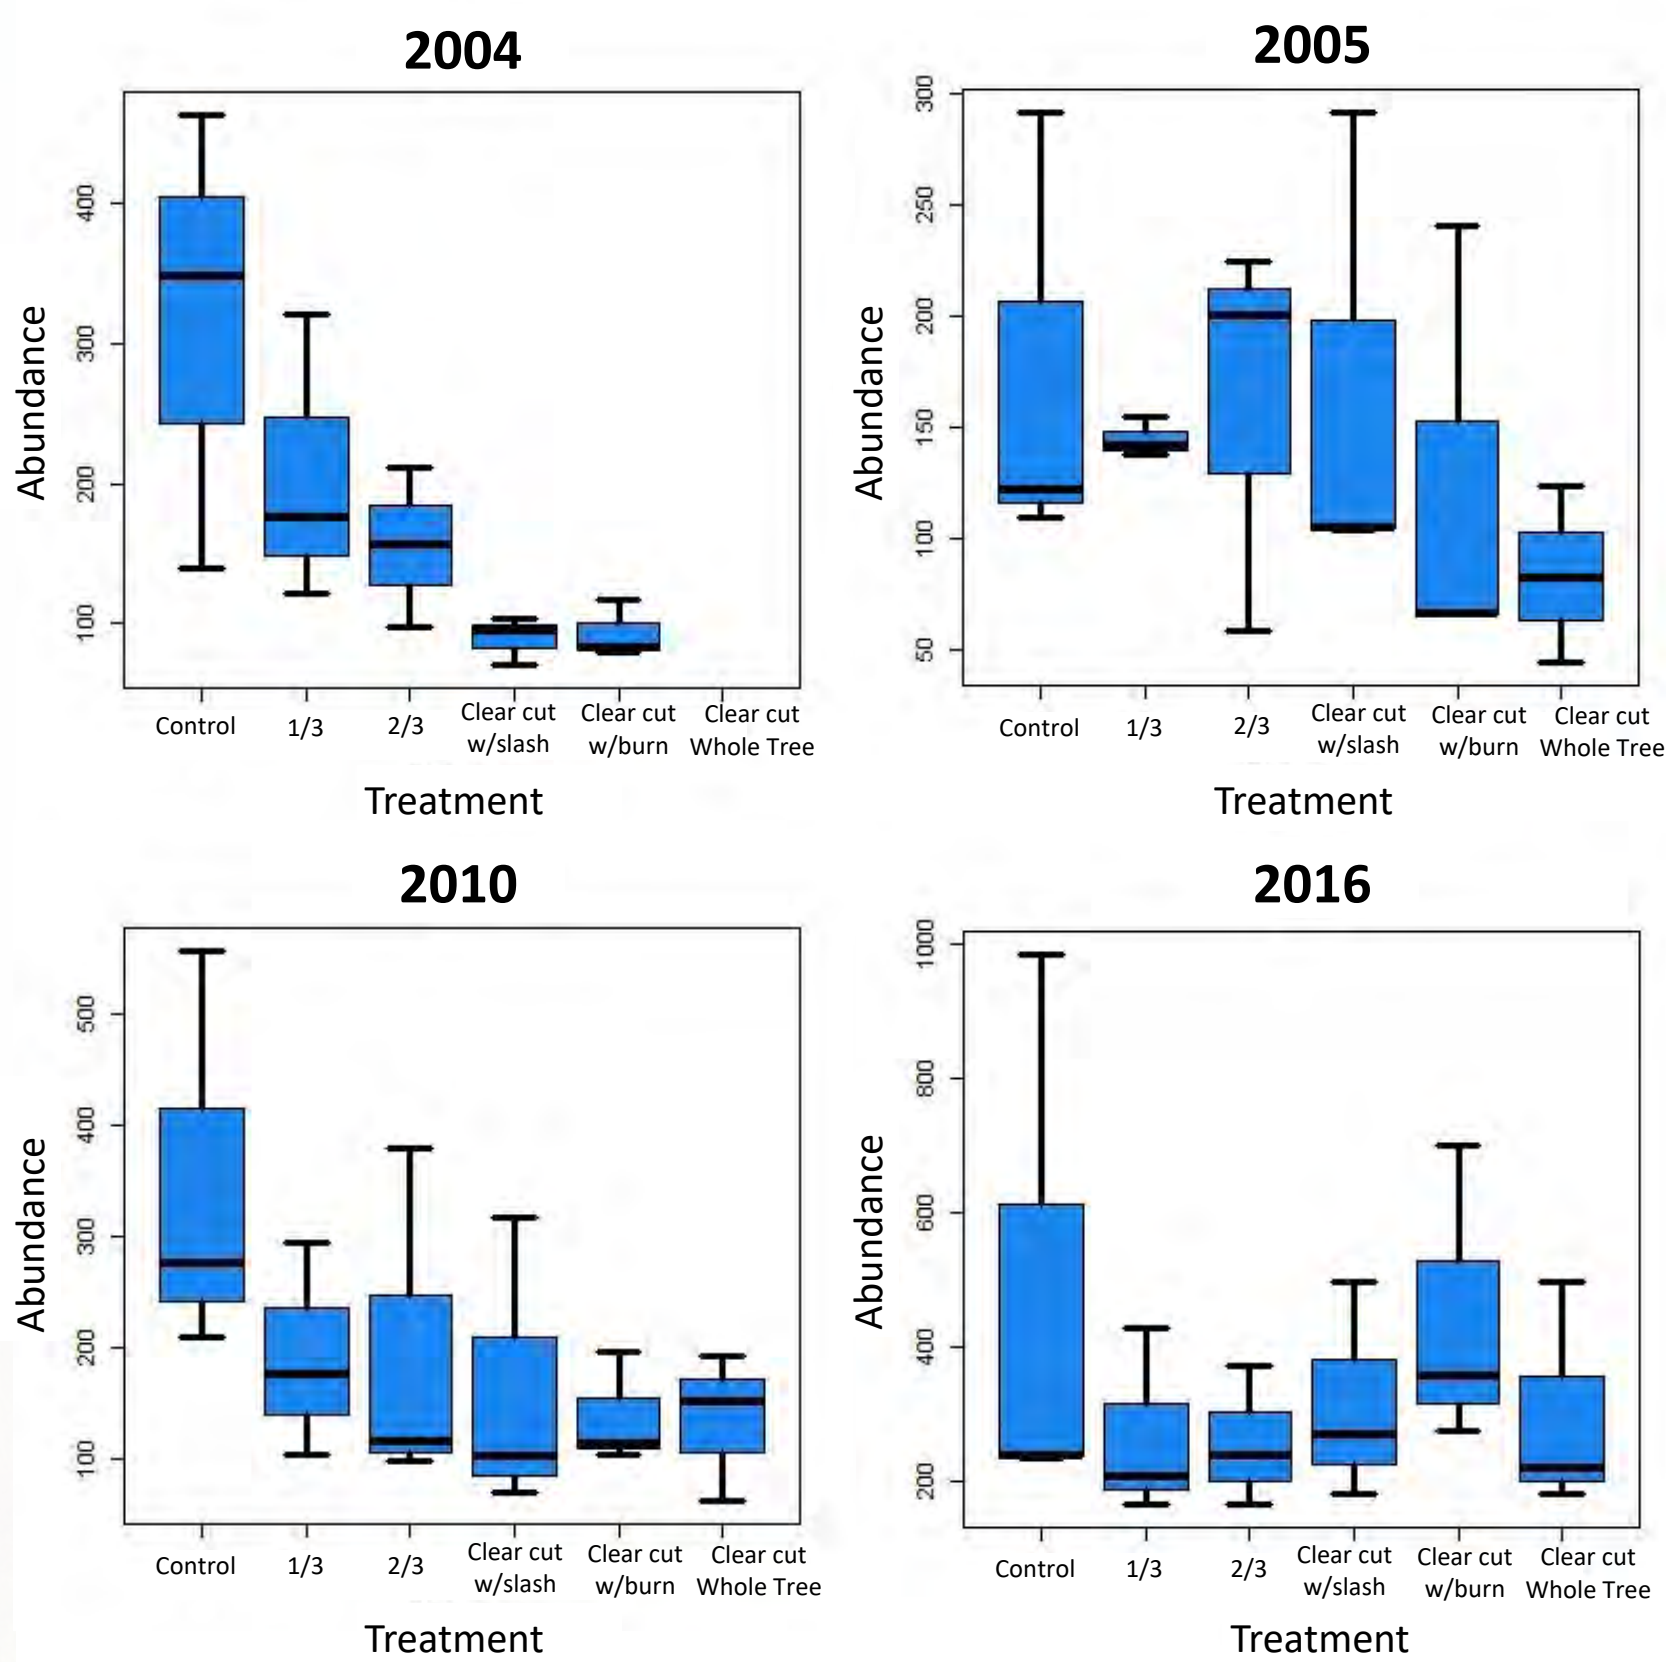 2004
Abundance
400
300
200
100
Control
1/3
2/3
Clear cut
w/slash
Clear cut
w/burn
Clear cut
Whole Tree
Treatment
2005
Abundance
300
250
200
150
100
50
Control
1/3
2/3
Clear cut
w/slash
Clear cut
w/burn
Clear cut
Whole Tree
Treatment
2010
Abundance
500
400
300
200
100
Control
1/3
2/3
Clear cut
w/slash
Clear cut
w/burn
Clear cut
Whole Tree
Treatment
2016
Abundance
1000
800
600
400
200
Control
1/3
2/3
Clear cut
w/slash
Clear cut
w/burn
Clear cut
Whole Tree
Treatment